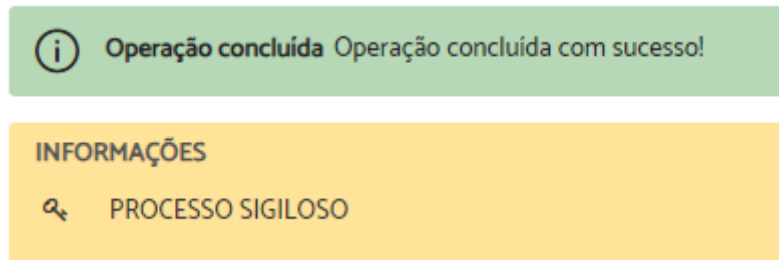 Operação concluída Operação concluída com sucesso!
INFORMAÇÕES
PROCESSO SIGILOSO